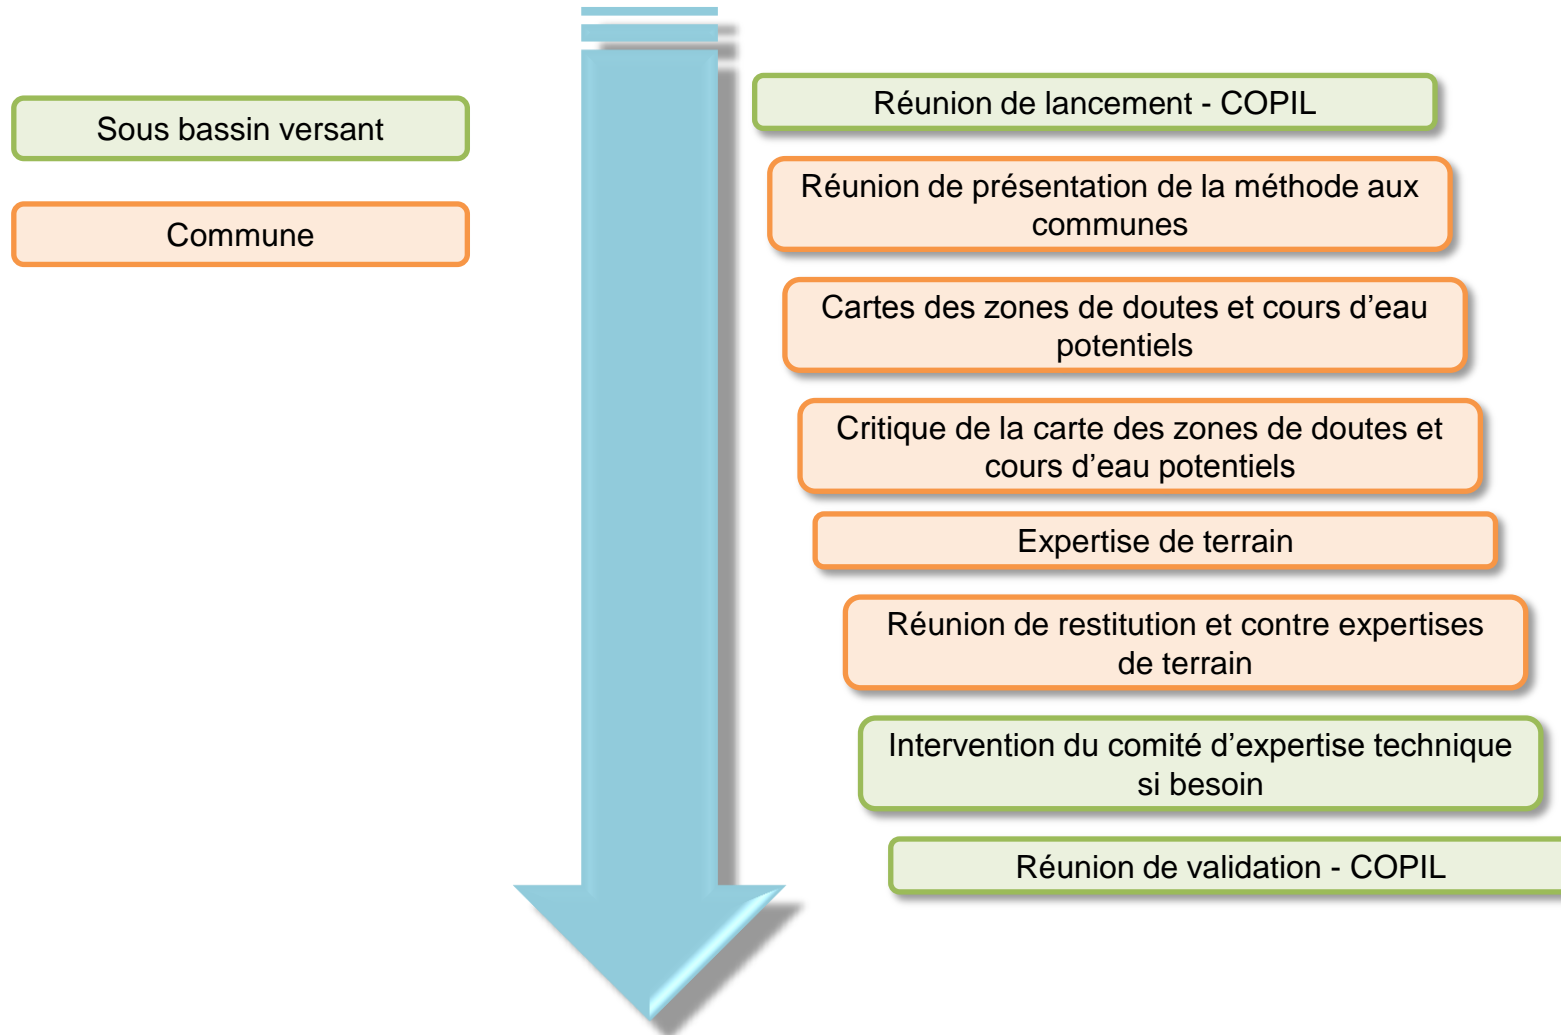 Sous bassin versant
Commune
Réunion de lancement - COPIL
Réunion de présentation de la méthode aux
communes
Cartes des zones de doutes et cours d’eau
potentiels
Critique de la carte des zones de doutes et
cours d’eau potentiels
Expertise de terrain
Réunion de restitution et contre expertises
de terrain
Intervention du comité d’expertise technique
si besoin
Réunion de validation - COPIL